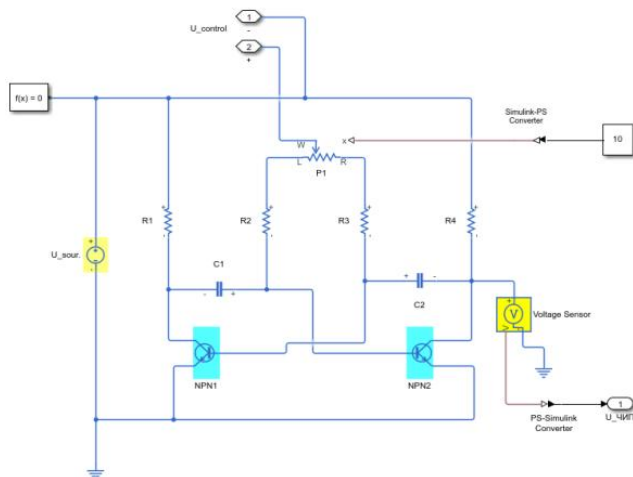 1
U_control
-
2
+
f(x) = 0
Simulink-PS
Converter
10
W
x
L
R
P1
+
+
+
+
R1
R2
R3
R4
-
-
-
-
+
U_sour.
-
C1
-
+
+
-
C2
+
V
Voltage Sensor
V
NPN1
NPN2
PS-Simulink
Converter
1
U_ЧИП